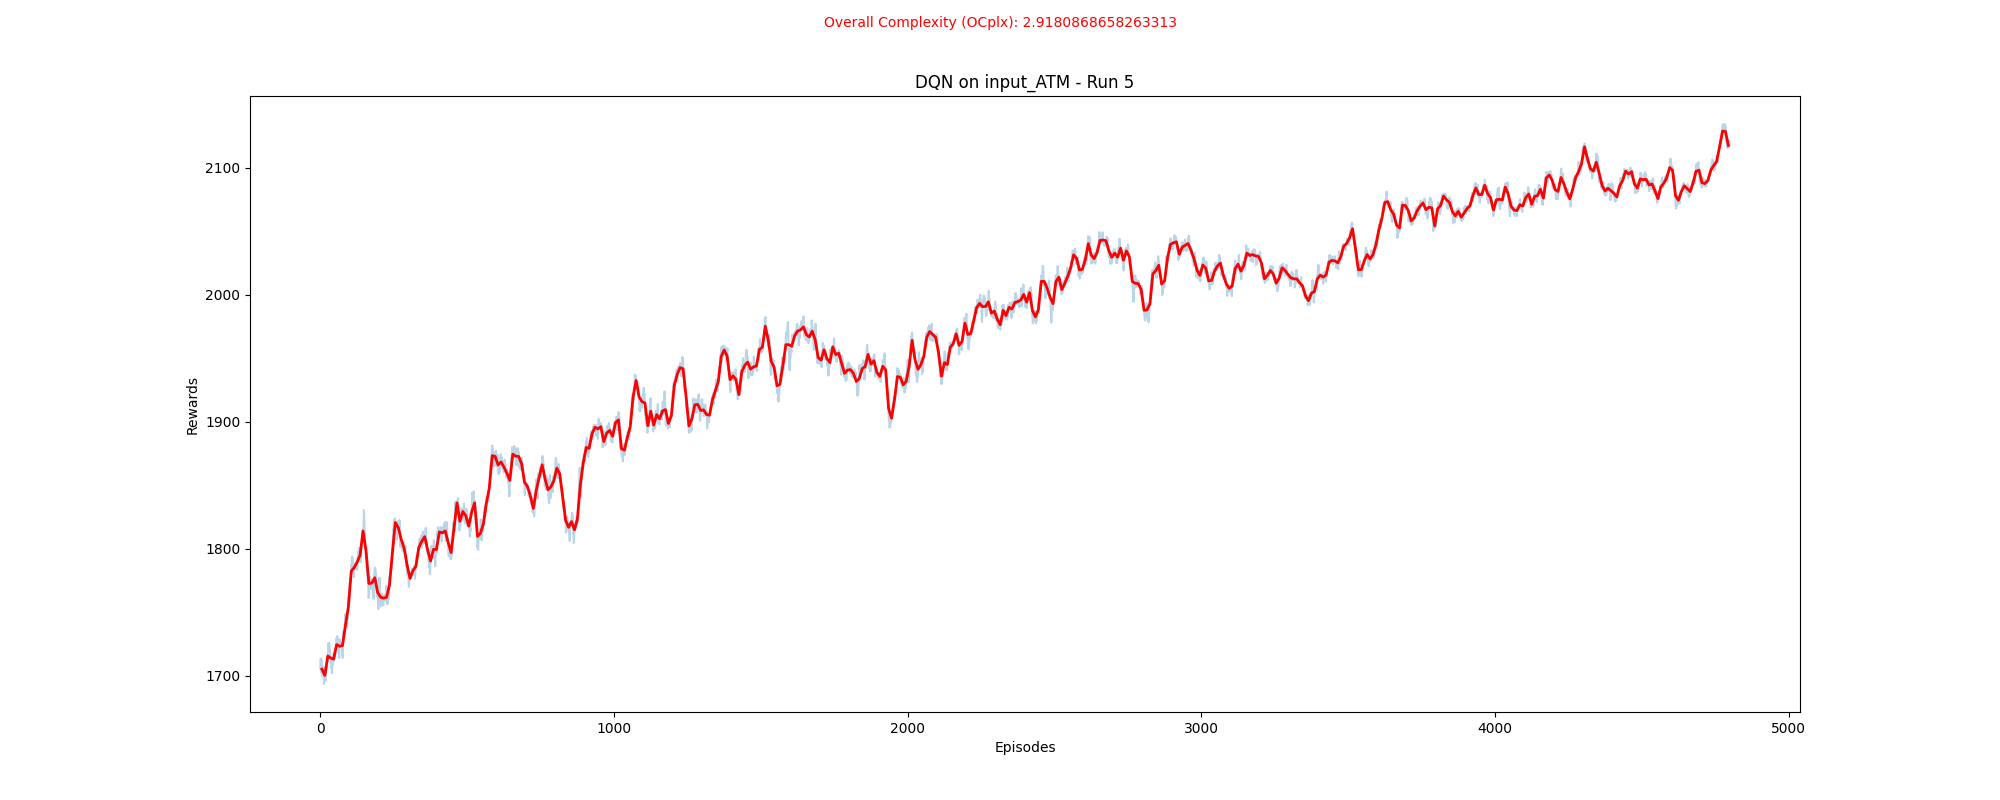 Overall Complexity (OCplx): 2.9180868658263313
DQN on input_ATM - Run 5
2100
2000
1900
1800
1700
Rewards
0 1000 2000 3000 4000 5000
Episodes